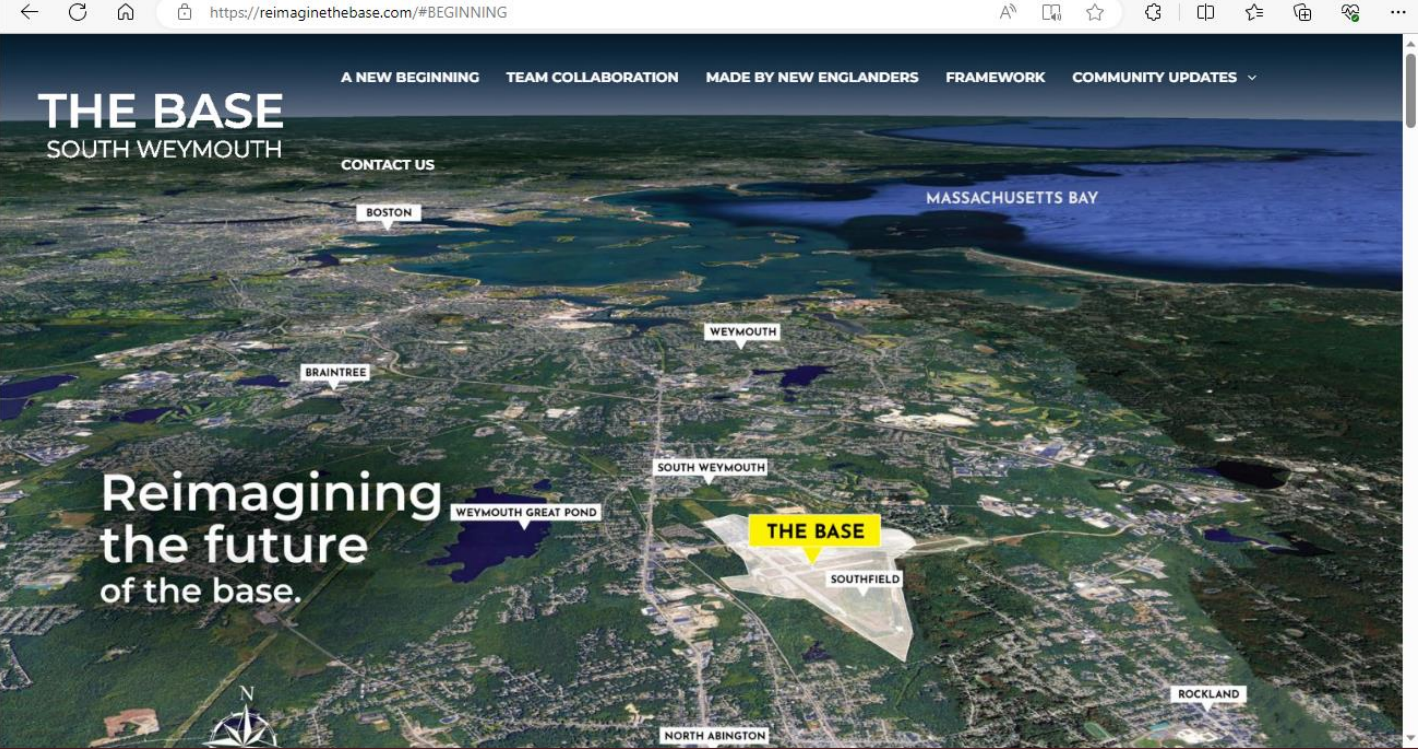 https://reimaginethebase.com/#BEGINNING
A NEW BEGINNING TEAM COLLABORATION MADE BY NEW ENGLANDERS FRAMEWORK COMMUNITY UPDATES
THE BASE
SOUTH WEYMOUTH
CONTACT US
MASSACHUSETTS BAY
BOSTON
WEYMOUTH
BRAINTREE
SOUTH WEYMOUTH
Reimagining
the future
of the base.
WEYMOUTH GREAT POND
THE BASE
SOUTHFIELD
N
ROCKLAND
NORTH ABINGTON